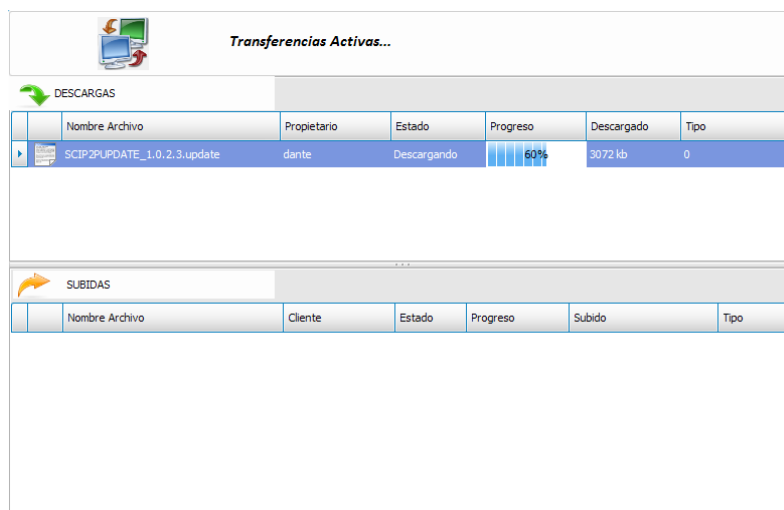 Transferencias Activas...
DESCARGAS
Nombre Archivo Propietario Estado Progreso Descargado Tipo
SCIP2PUPDATE_1.0.2.3.update dante Descargando 60% 3072 kb 0
SUBIDAS
Nombre Archivo Cliente Estado Progreso Subido Tipo